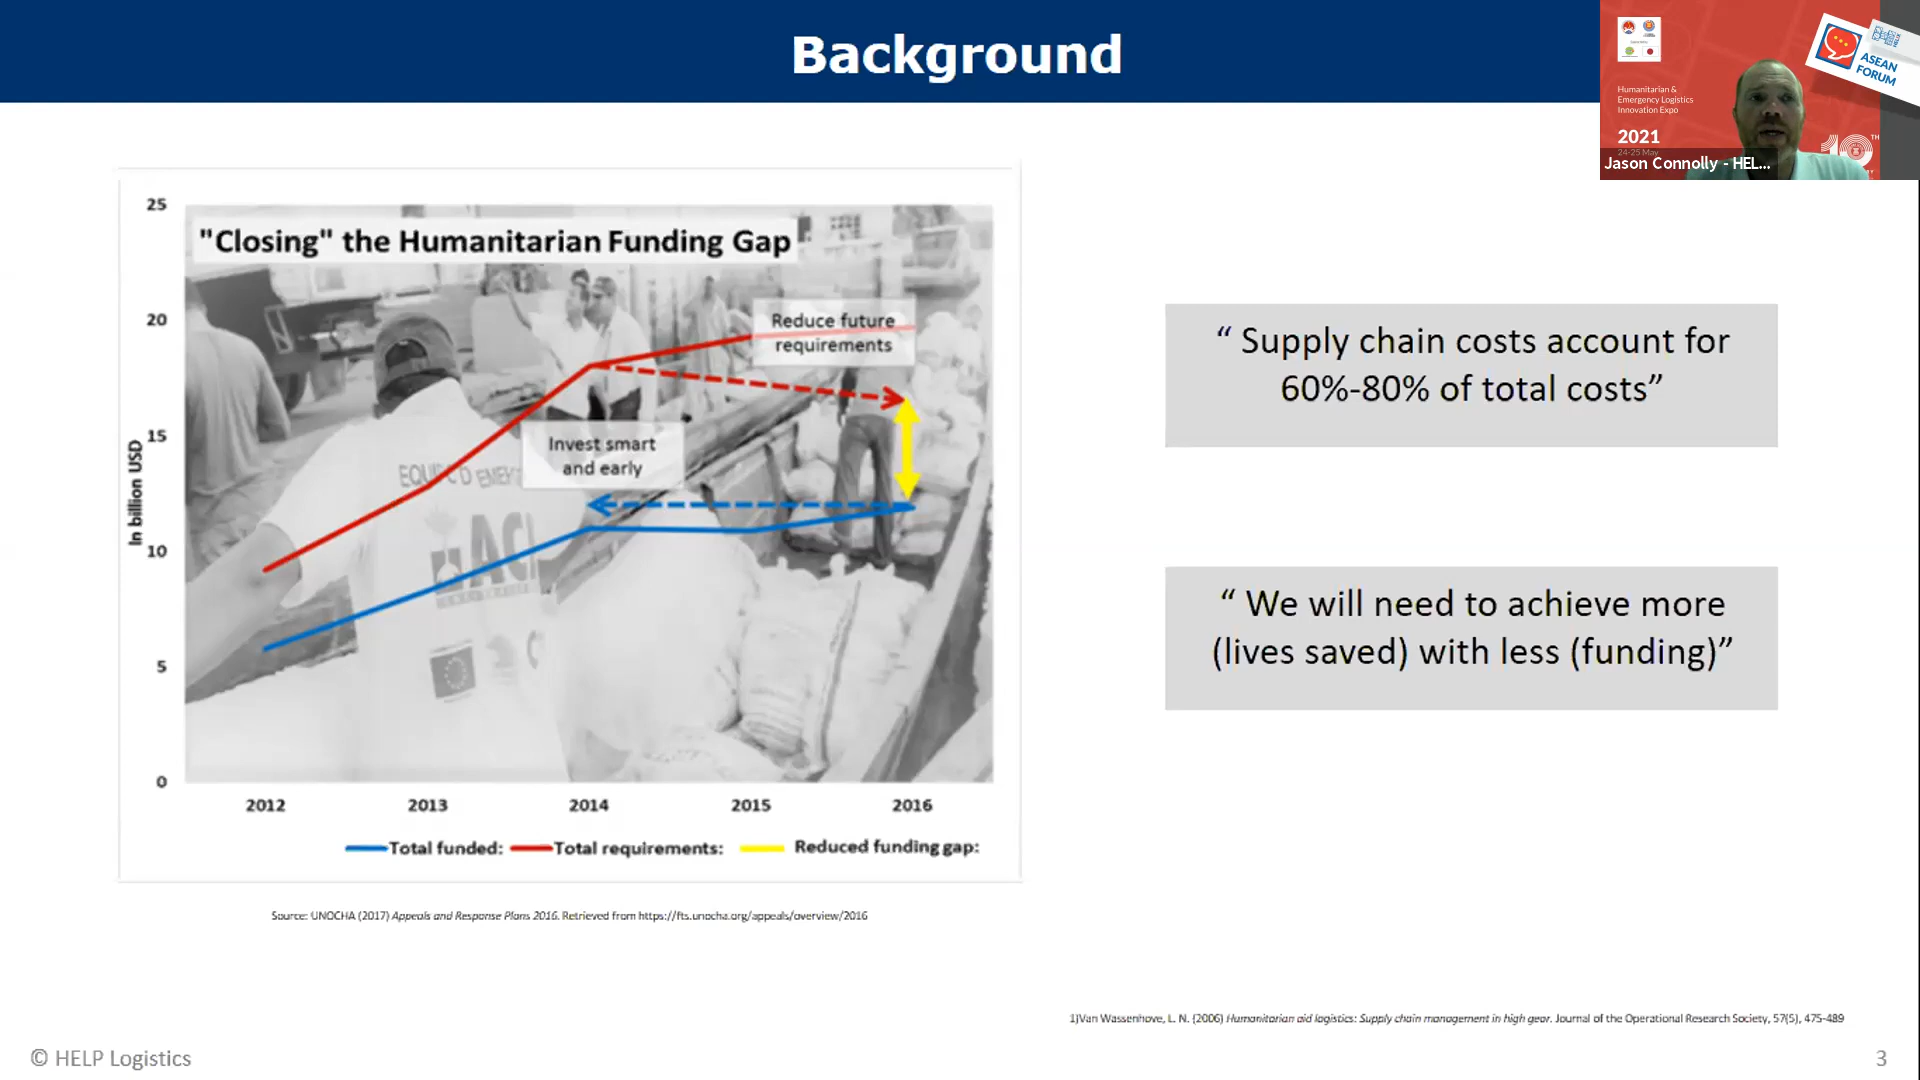 Background
ASEAN
FORUM
Humanitarian &
Emergency Logistics
Innovation Expo
2021
24-25 May
TH
Jason Connolly - HEL...
"Closing" the Humanitarian Funding Gap
25
20
15
10
5
0
In billion USD
Reduce future
requirements
Invest smart
and early
2012 2013 2014 2015 2016
Total funded: Total requirements: Reduced funding gap:
Source: UNOCHA (2017) Appeals and Response Plans 2016. Retrieved from https://fts.unocha.org/appeals/overview/2016
“ Supply chain costs account for
60%-80% of total costs”
“ We will need to achieve more
(lives saved) with less (funding)”
1)Van Wassenhove, L. N. (2006) Humanitarian aid logistics: Supply chain management in high gear. Journal of the Operational Research Society, 57(5), 475-489
© HELP Logistics
3